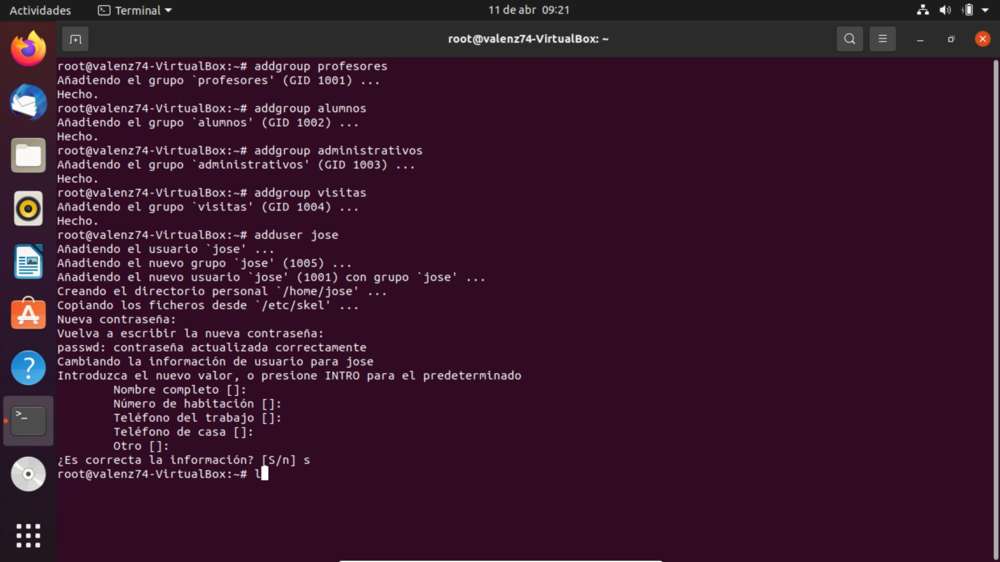 Actividades
Terminal
11 de abr 09:21
root@valenz74-VirtualBox: ~
root@valenz74-VirtualBox:~# addgroup profesores
Añadiendo el grupo `profesores' (GID 1001) ...
Hecho.
root@valenz74-VirtualBox:~# addgroup alumnos
Añadiendo el grupo `alumnos' (GID 1002) ...
Hecho.
root@valenz74-VirtualBox:~# addgroup administrativos
Añadiendo el grupo `administrativos' (GID 1003) ...
Hecho.
root@valenz74-VirtualBox:~# addgroup visitas
Añadiendo el grupo `visitas' (GID 1004) ...
Hecho.
root@valenz74-VirtualBox:~# adduser jose
Añadiendo el usuario `jose' ...
Añadiendo el nuevo grupo `jose' (1005) ...
Añadiendo el nuevo usuario `jose' (1001) con grupo `jose' ...
Creando el directorio personal `/home/jose' ...
Copiando los ficheros desde `/etc/skel' ...
Nueva contraseña:
Vuelva a escribir la nueva contraseña:
passwd: contraseña actualizada correctamente
Cambiando la información de usuario para jose
Introduzca el nuevo valor, o presione INTRO para el predeterminado
Nombre completo []:
Número de habitación []:
Teléfono del trabajo []:
Teléfono de casa []:
Otro []:
¿Es correcta la información? [S/n] s
root@valenz74-VirtualBox:~# l